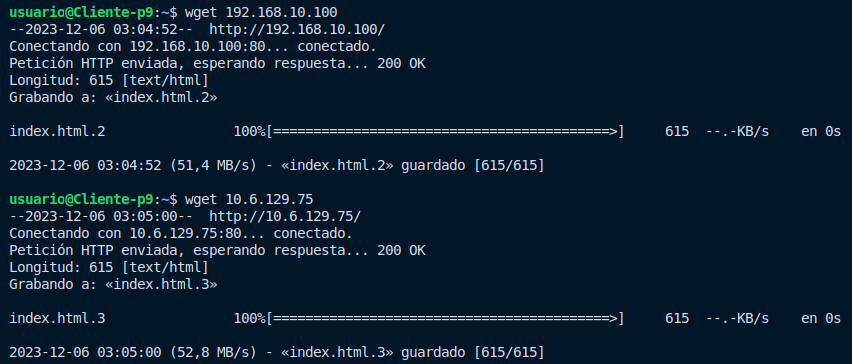 usuario@Cliente-p9:~$ wget 192.168.10.100
--2023-12-06 03:04:52--  http://192.168.10.100/
Conectando con 192.168.10.100:80... conectado.
Petición HTTP enviada, esperando respuesta... 200 OK
Longitud: 615 [text/html]
Grabando a: «index.html.2»

index.html.2                100%[==========================================>]     615  --.-KB/s    en 0s

2023-12-06 03:04:52 (51,4 MB/s) - «index.html.2» guardado [615/615]

usuario@Cliente-p9:~$ wget 10.6.129.75
--2023-12-06 03:05:00--  http://10.6.129.75/
Conectando con 10.6.129.75:80... conectado.
Petición HTTP enviada, esperando respuesta... 200 OK
Longitud: 615 [text/html]
Grabando a: «index.html.3»

index.html.3                100%[==========================================>]     615  --.-KB/s    en 0s

2023-12-06 03:05:00 (52,8 MB/s) - «index.html.3» guardado [615/615]